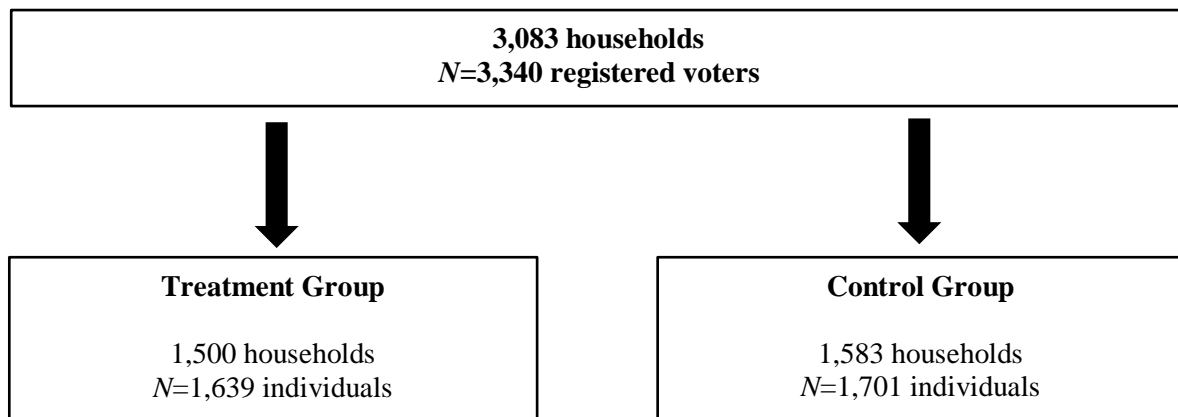 3,083 households
N=3,340 registered voters
Treatment Group
1,500 households
N=1,639 individuals
Control Group
1,583 households
N=1,701 individuals